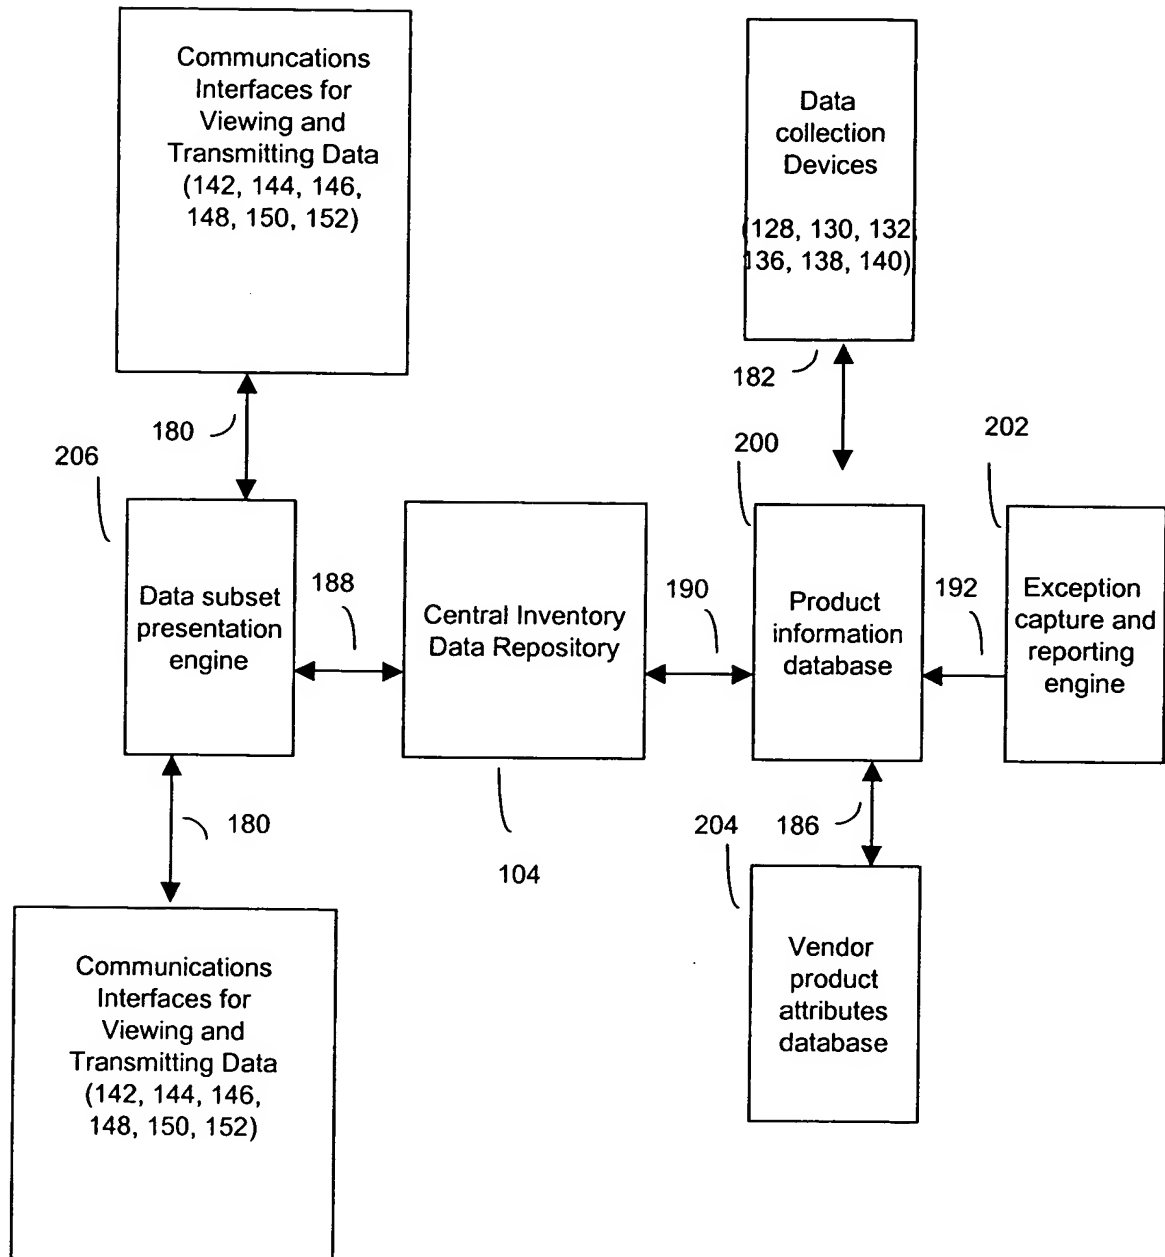 Communcations
Interfaces for
Viewing and
Transmitting Data
(142, 144, 146,
148, 150, 152)
Data
collection
Devices
(128, 130, 132
136, 138, 140)
180
182
206
200
202
Data subset
presentation
engine
188
Central Inventory
Data Repository
190
Product
information
database
192
Exception
capture and
reporting
engine
180
104
204
186
Communications
Interfaces for
Viewing and
Transmitting Data
(142, 144, 146,
148, 150, 152)
Vendor
product
attributes
database